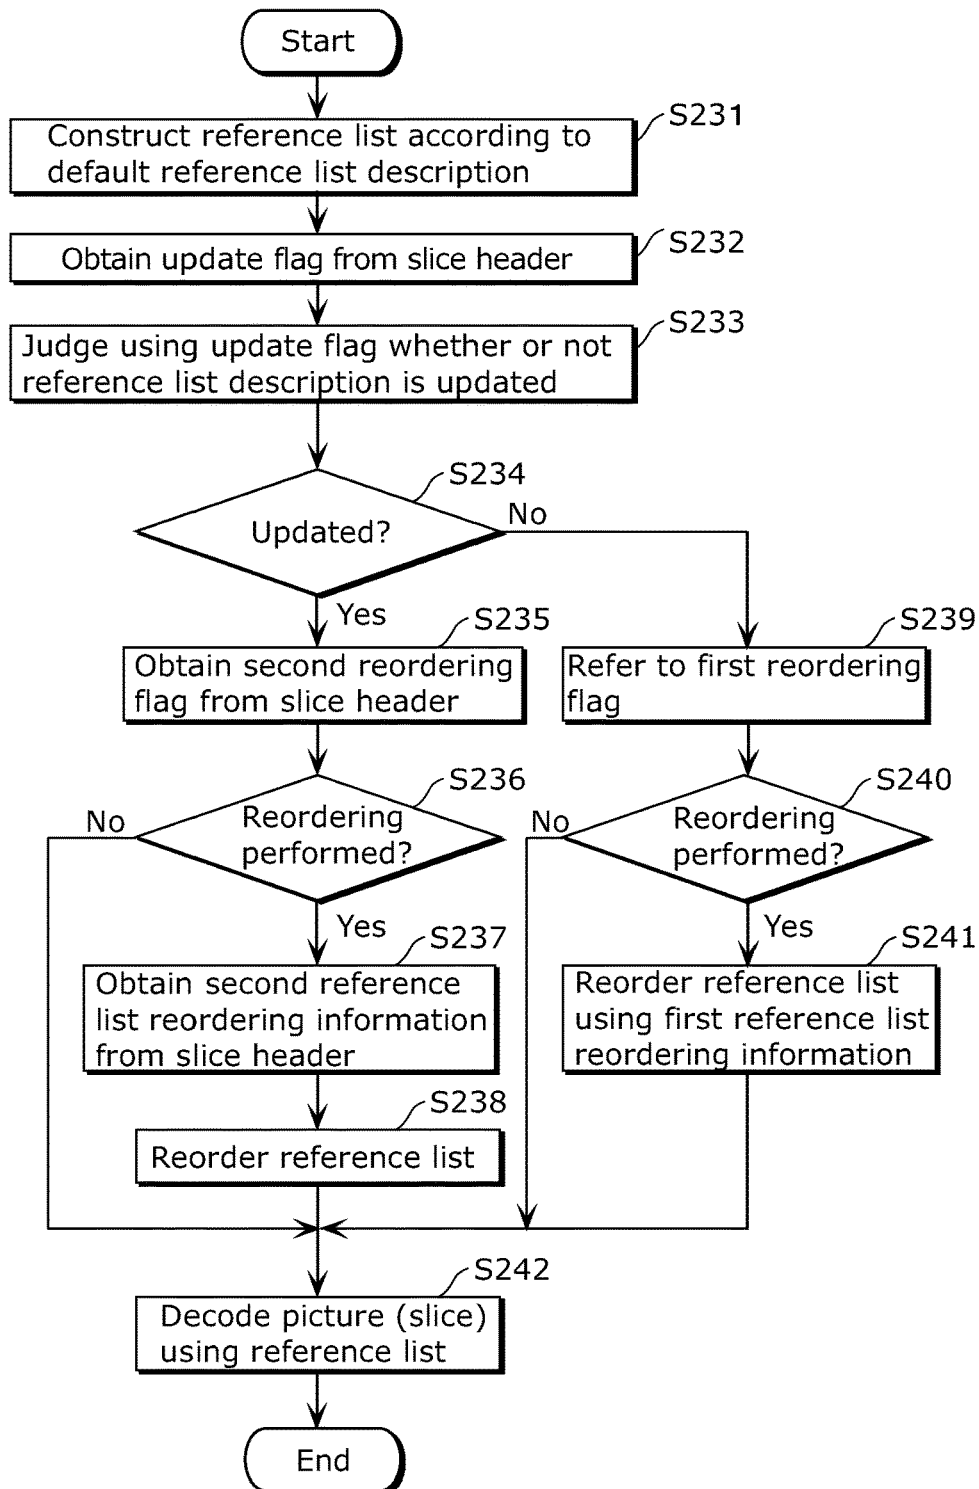 Start
S231
Construct reference list according to
default reference list description
S232
Obtain update flag from slice header
S233
Judge using update flag whether or not
reference list description is updated
S234
Updated?
No
Yes
S235
Obtain second reordering
flag from slice header
S239
Refer to first reordering
flag
S236
Reordering
performed?
No
Yes
S240
Reordering
performed?
No
Yes
S237
Obtain second reference
list reordering information
from slice header
S241
Reorder reference list
using first reference list
reordering information
S238
Reorder reference list
S242
Decode picture (slice)
using reference list
End